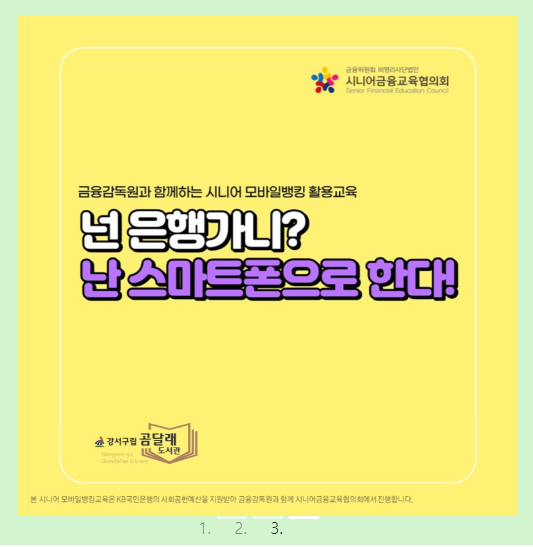 금융위원회 비영리사단법인
시니어금융교육협의회
Senior Financial Education Council
금융감독원과 함께하는 시니어 모바일뱅킹 활용교육
넌 은행가니?
난 스마트폰으로 한다!
강서구립 곰달래
도서관
Gangseo-gu
Gomdallae Library
본 시니어 모바일뱅킹교육은 KB국민은행의 사회공헌예산을 지원받아 금융감독원과 함께 시니어금융교육협의회에서 진행합니다.
1. 2. 3.